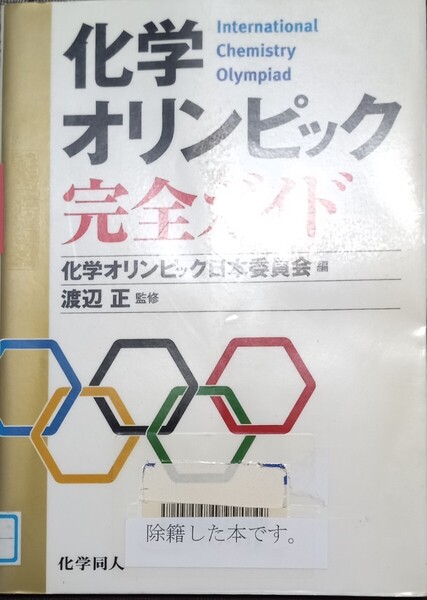 化学
International
Chemistry
Olympiad
オリンピック
完全ガイド
化学オリンピック日本委員会 編
渡辺 正 監修
除籍した本です。
化学同人